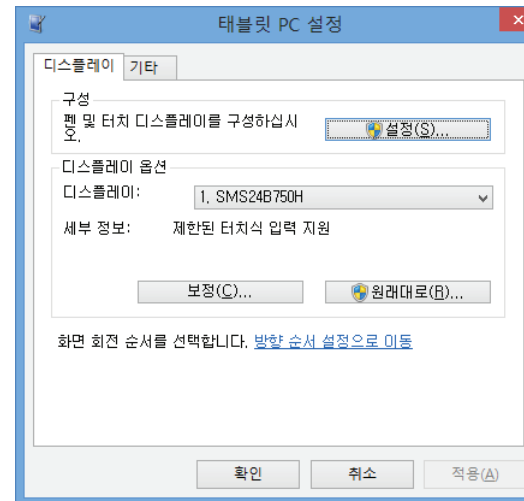 태블릿 PC 설정
디스플레이 기타
구성
펜 및 터치 디스플레이를 구성하십시
오.
설정(S)...
디스플레이 옵션
디스플레이: 1. SMS24B750H
세부 정보: 제한된 터치식 입력 지원
보정(C)... 원래대로(R)...
화면 회전 순서를 선택합니다. 방향 순서 설정으로 이동
확인 취소 적용(A)